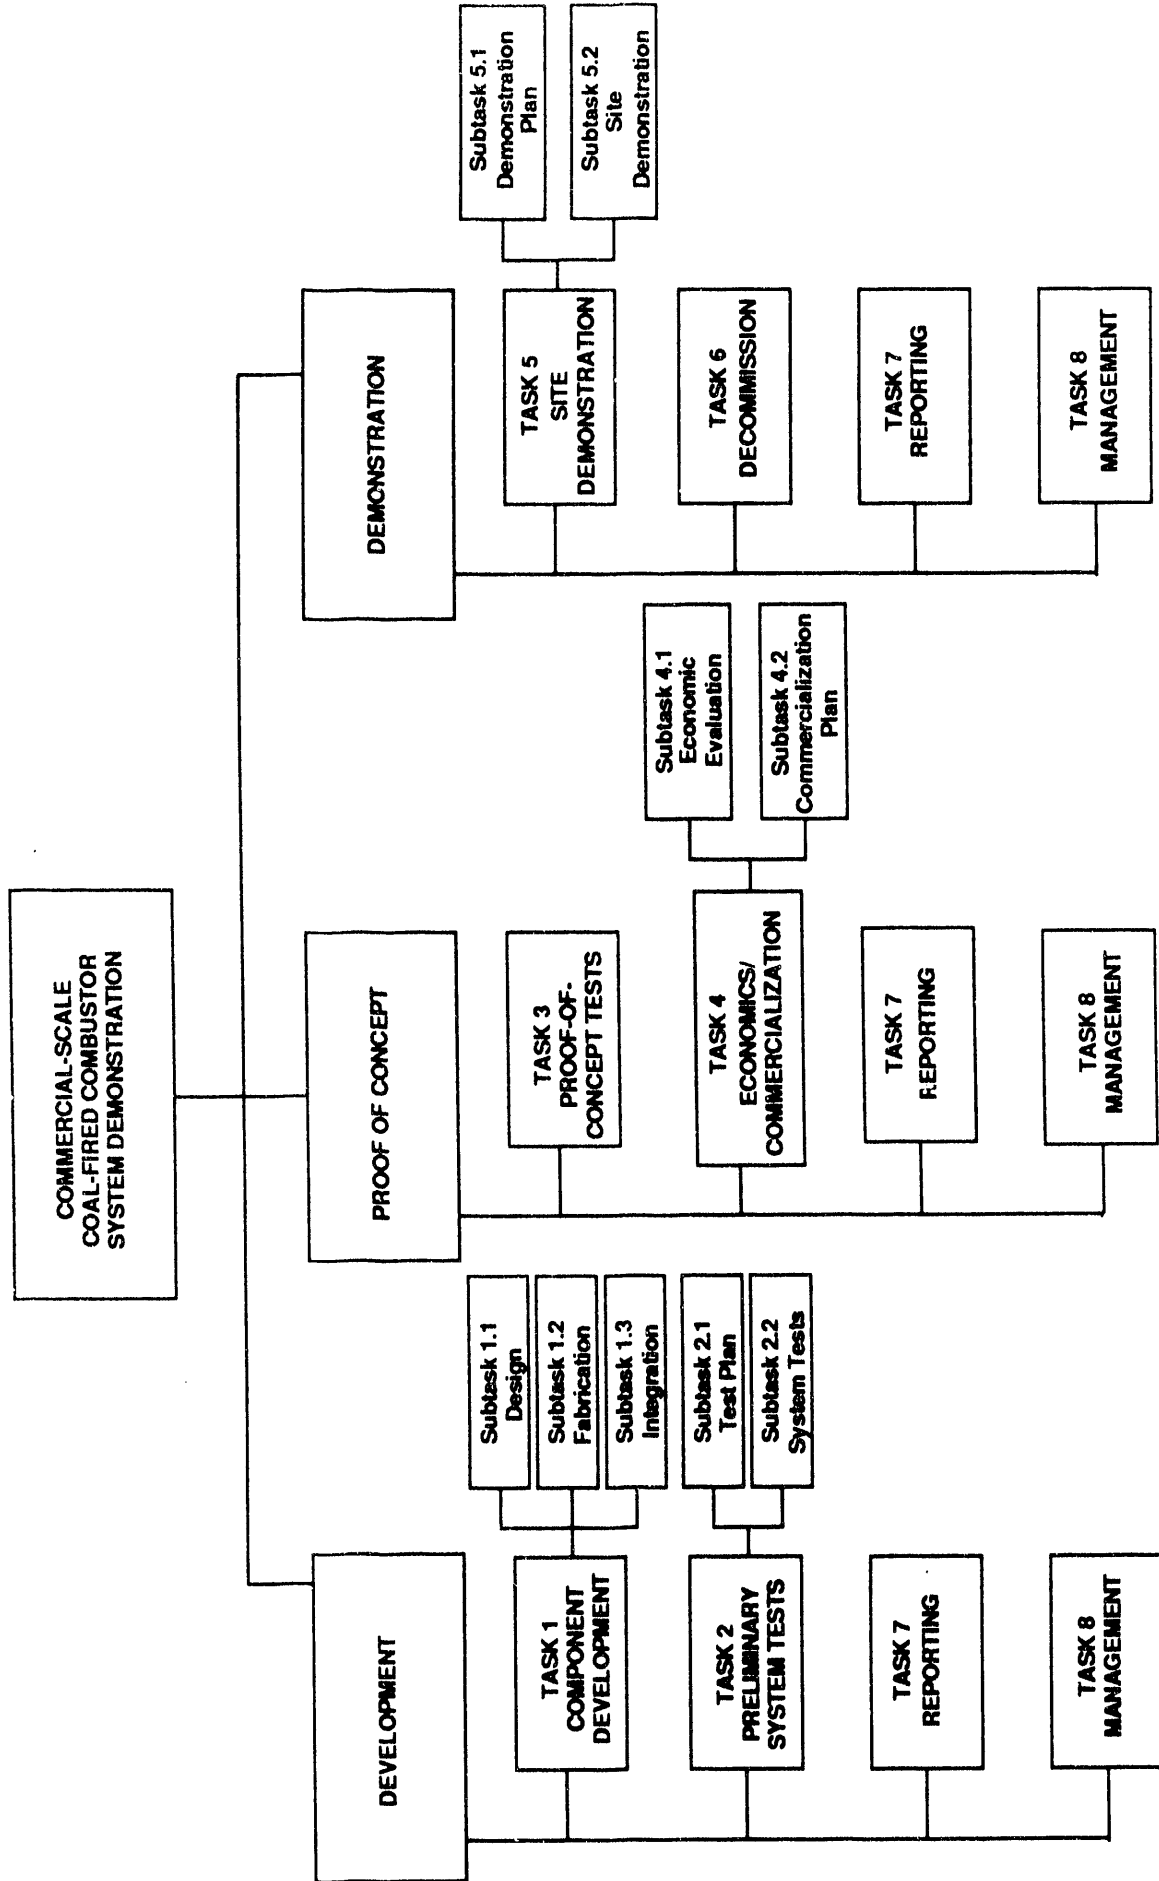 COMMERCIAL-SCALE
COAL-FIRED COMBUSTOR
SYSTEM DEMONSTRATION
DEVELOPMENT
TASK 1
COMPONENT
DEVELOPMENT
Subtask 1.1
Design
Subtask 1.2
Fabrication
Subtask 1.3
Integration
TASK 2
PRELIMINARY
SYSTEM TESTS
Subtask 2.1
Test Plan
Subtask 2.2
System Tests
TASK 7
REPORTING
TASK 8
MANAGEMENT
PROOF OF CONCEPT
TASK 3
PROOF-OF-
CONCEPT TESTS
TASK 4
ECONOMICS/
COMMERCIALIZATION
Subtask 4.1
Economic
Evaluation
Subtask 4.2
Commercialization
Plan
TASK 7
REPORTING
TASK 8
MANAGEMENT
DEMONSTRATION
TASK 5
SITE
DEMONSTRATION
Subtask 5.1
Demonstration
Plan
Subtask 5.2
Site
Demonstration
TASK 6
DECOMMISSION
TASK 7
REPORTING
TASK 8
MANAGEMENT